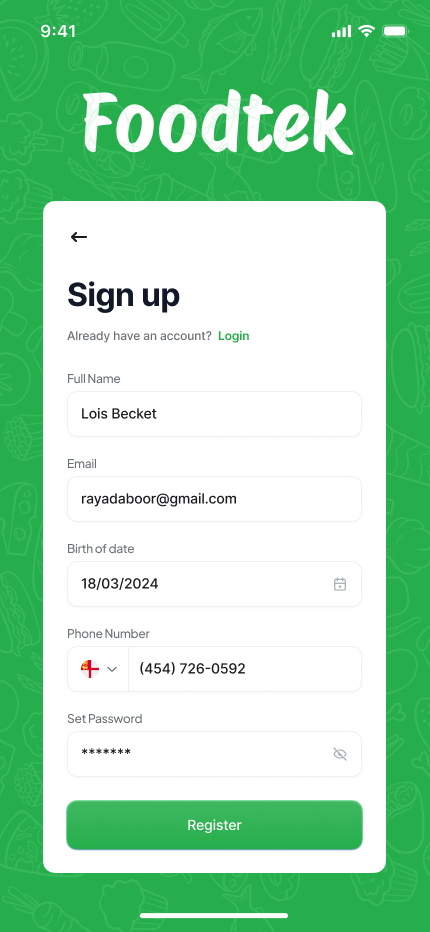 9:41
Foodtek
Sign up
Already have an account? Login
Full Name
Lois Becket
Email
rayadaboor@gmail.com
Birth of date
18/03/2024
Phone Number
(454) 726-0592
Set Password
*******
Register